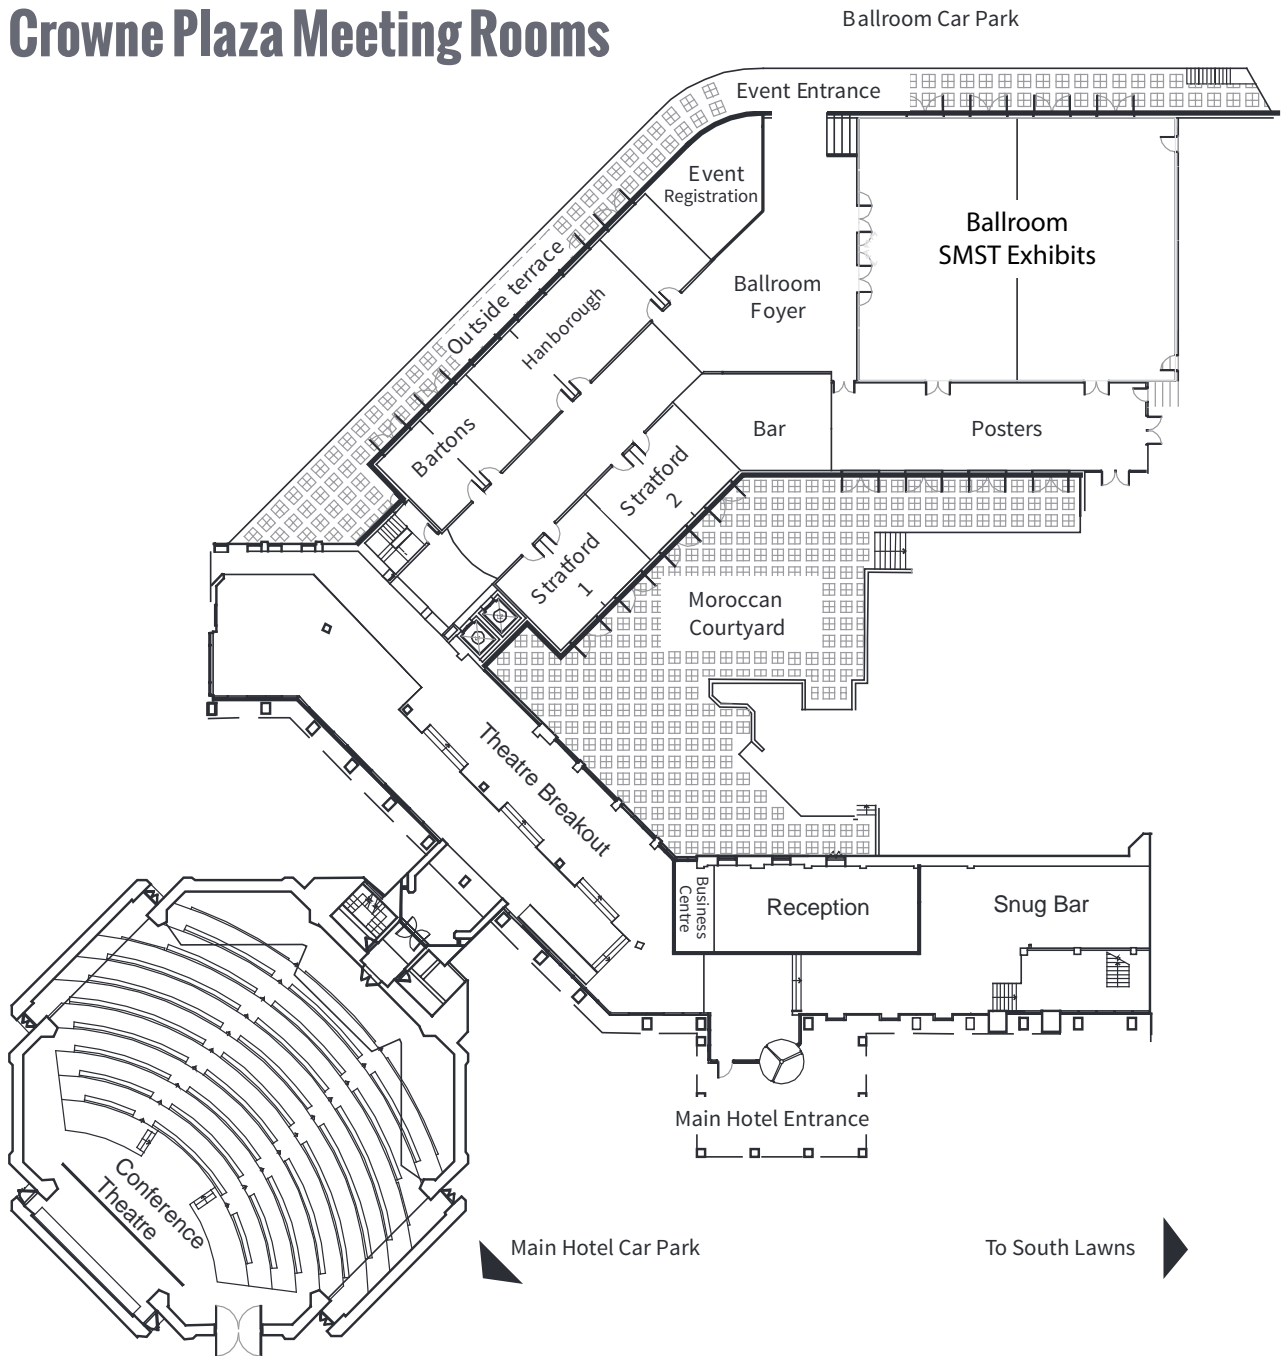 Crowne Plaza Meeting Rooms
Ballroom Car Park
Event Entrance
Event
Registration
Ballroom
SMST Exhibits
Outside terrace
Hanborough
Ballroom
Foyer
Bartons
Bar
Posters
Stratford
2
Stratford
1
Moroccan
Courtyard
Theatre Breakout
Business
Centre
Reception
Snug Bar
Main Hotel Entrance
Conference
Theatre
Main Hotel Car Park
To South Lawns